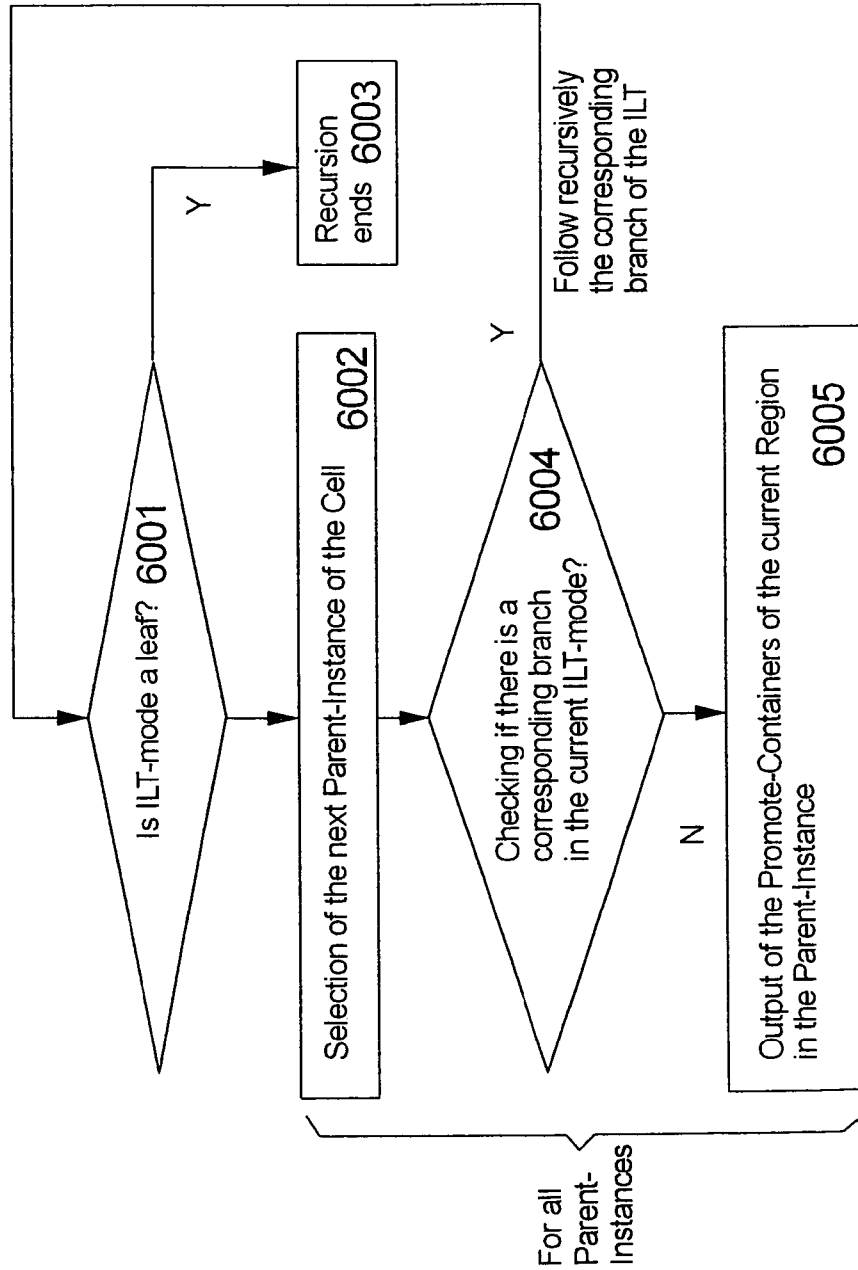 Is ILT-mode a leaf? 6001
Y
Recursion
ends 6003
Selection of the next Parent-Instance of the Cell
6002
Checking if there is a
corresponding branch
in the current ILT-mode?
6004
Y
Follow recursively
the corresponding
branch of the ILT
N
Output of the Promote-Containers of the current Region
in the Parent-Instance
6005
For all
Parent-
Instances